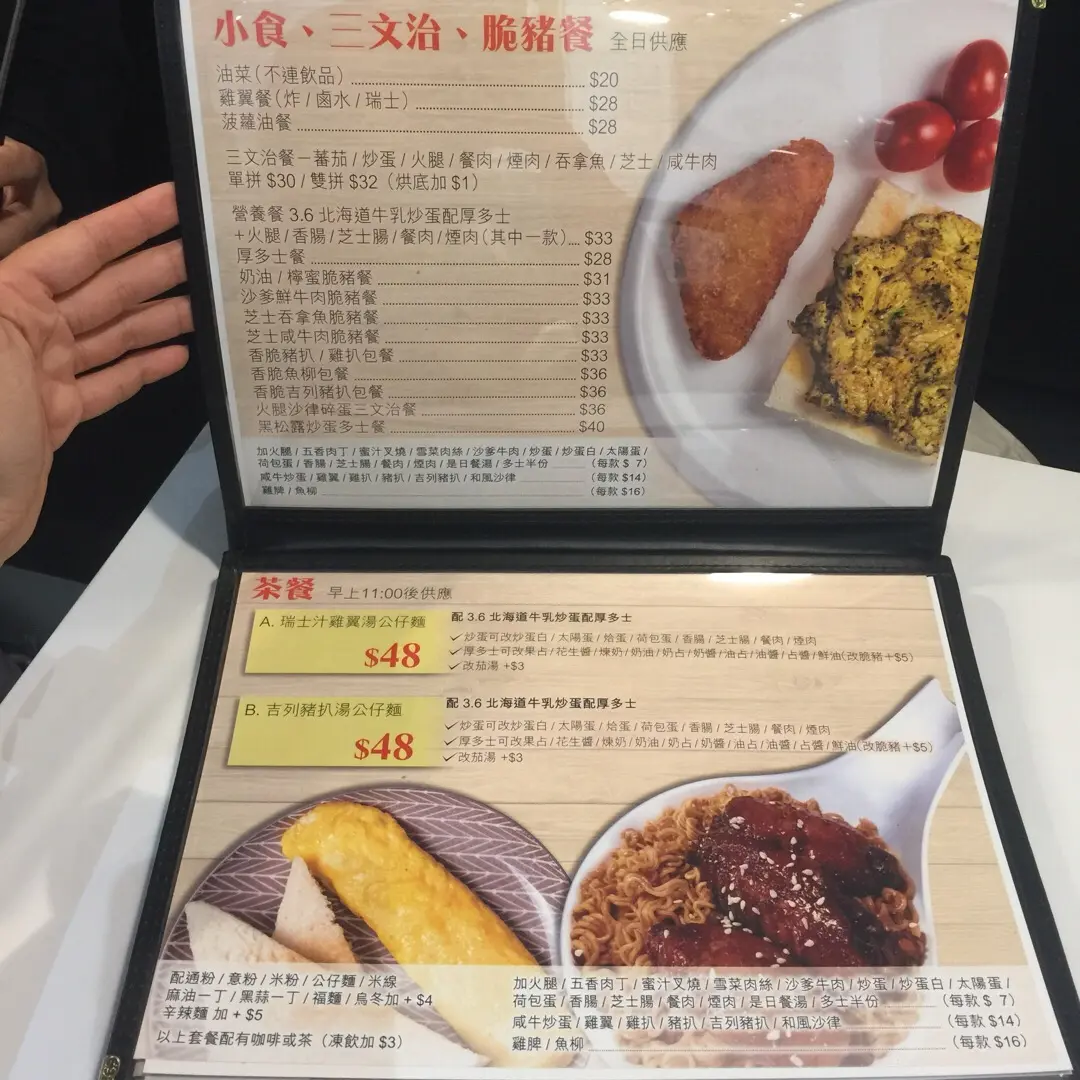 小食、三文治、脆豬餐 全日供應
油菜(不連飲品) $20
雞翼餐(炸/鹵水/瑞士) $28
菠蘿油餐 $28
三文治餐－蕃茄/炒蛋/火腿/餐肉/煙肉/吞拿魚/芝士/咸牛肉
單拼 $30/雙拼 $32（烘底加 $1）
營養餐 3.6 北海道牛乳炒蛋配厚多士
+火腿/香腸/芝士腸/餐肉/煙肉(其中一款) $33
厚多士餐 $28
奶油/檸蜜脆豬餐 $31
沙爹鮮牛肉脆豬餐 $33
芝士吞拿魚脆豬餐 $33
芝士咸牛肉脆豬餐 $33
香脆豬扒/雞扒包餐 $33
香脆魚柳包餐 $36
香脆吉列豬扒包餐 $36
火腿沙律碎蛋三文治餐 $36
黑松露炒蛋多士餐 $40
加火腿/五香肉丁/蜜汁叉燒/雪菜肉絲/沙爹牛肉/炒蛋/炒蛋白/太陽蛋/
荷包蛋/香腸/芝士腸/餐肉/煙肉/是日餐湯/多士半份 （每款 $ 7）
咸牛炒蛋/雞翼/雞扒/豬扒/吉列豬扒/和風沙律 （每款 $14）
雞髀/魚柳 （每款 $16）
茶餐 早上11:00後供應
A. 瑞士汁雞翼湯公仔麵
$48
配 3.6 北海道牛乳炒蛋配厚多士
✓炒蛋可改炒蛋白/太陽蛋/烚蛋/荷包蛋/香腸/芝士腸/餐肉/煙肉
✓厚多士可改果占/花生醬/煉奶/奶油/奶占/奶醬/油占/油醬/占醬/鮮油(改脆豬+$5)
✓改茄湯 +$3
B. 吉列豬扒湯公仔麵
$48
配 3.6 北海道牛乳炒蛋配厚多士
✓炒蛋可改炒蛋白/太陽蛋/烚蛋/荷包蛋/香腸/芝士腸/餐肉/煙肉
✓厚多士可改果占/花生醬/煉奶/奶油/奶占/奶醬/油占/油醬/占醬/鮮油(改脆豬+$5)
✓改茄湯 +$3
配通粉/意粉/米粉/公仔麵/米線
麻油一丁/黑蒜一丁/福麵/烏冬加 + $4
辛辣麵 加 + $5
以上套餐配有咖啡或茶（凍飲加 $3）
加火腿/五香肉丁/蜜汁叉燒/雪菜肉絲/沙爹牛肉/炒蛋/炒蛋白/太陽蛋/
荷包蛋/香腸/芝士腸/餐肉/煙肉/是日餐湯/多士半份 （每款 $ 7）
咸牛炒蛋/雞翼/雞扒/豬扒/吉列豬扒/和風沙律 （每款 $14）
雞髀/魚柳 （每款 $16）